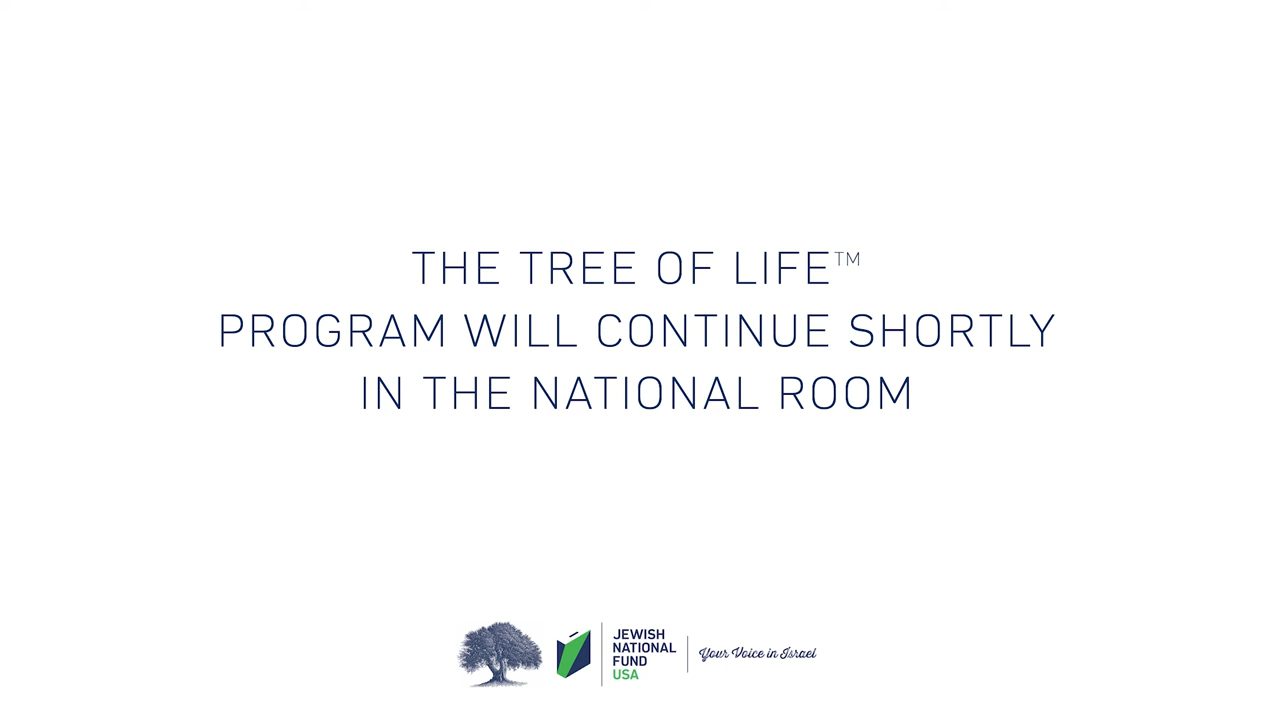 THE TREE OF LIFE™
PROGRAM WILL CONTINUE SHORTLY
IN THE NATIONAL ROOM
JEWISH
NATIONAL
FUND
USA
Your Voice in Israel